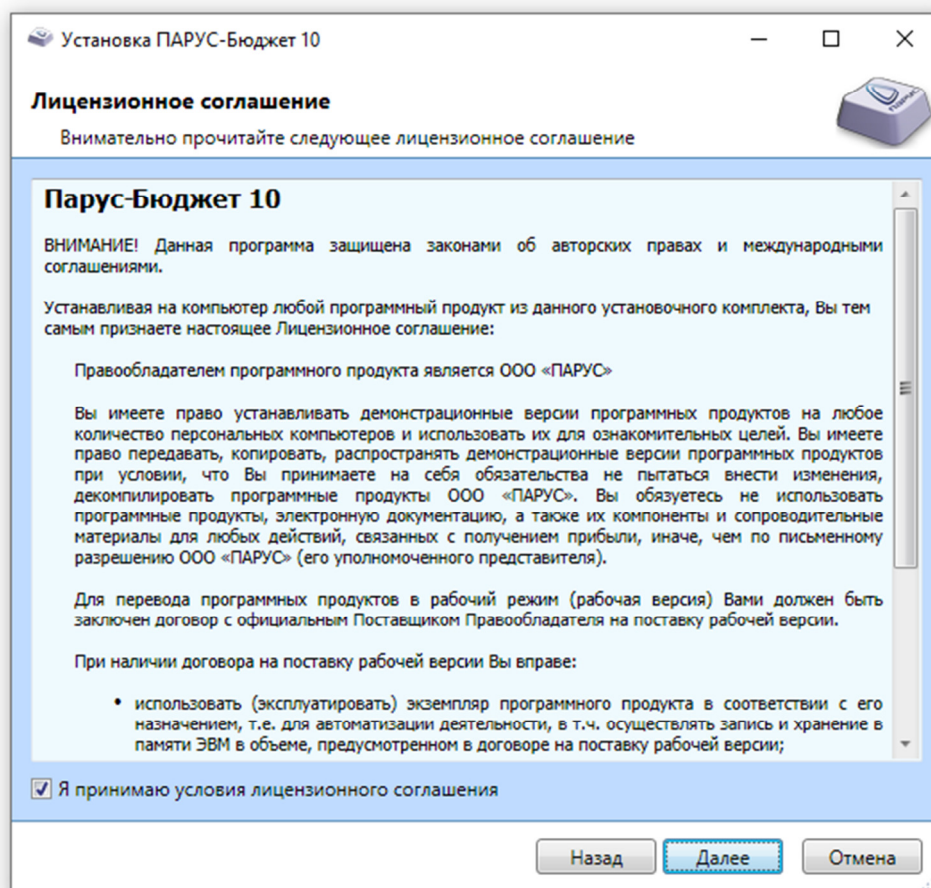 Установка ПАРУС-Бюджет 10
Лицензионное соглашение
Внимательно прочитайте следующее лицензионное соглашение
ПАРУС
Парус-Бюджет 10
ВНИМАНИЕ! Данная программа защищена законами об авторских правах и международными
соглашениями.
Устанавливая на компьютер любой программный продукт из данного установочного комплекта, Вы тем
самым признаете настоящее Лицензионное соглашение:
Правообладателем программного продукта является ООО «ПАРУС»
Вы имеете право устанавливать демонстрационные версии программных продуктов на любое
количество персональных компьютеров и использовать их для ознакомительных целей. Вы имеете
право передавать, копировать, распространять демонстрационные версии программных продуктов
при условии, что Вы принимаете на себя обязательства не пытаться внести изменения,
декомпилировать программные продукты ООО «ПАРУС». Вы обязуетесь не использовать
программные продукты, электронную документацию, а также их компоненты и сопроводительные
материалы для любых действий, связанных с получением прибыли, иначе, чем по письменному
разрешению ООО «ПАРУС» (его уполномоченного представителя).
Для перевода программных продуктов в рабочий режим (рабочая версия) Вами должен быть
заключен договор с официальным Поставщиком Правообладателя на поставку рабочей версии.
При наличии договора на поставку рабочей версии Вы вправе:
• использовать (эксплуатировать) экземпляр программного продукта в соответствии с его
назначением, т.е. для автоматизации деятельности, в т.ч. осуществлять запись и хранение в
памяти ЭВМ в объеме, предусмотренном в договоре на поставку рабочей версии;
Я принимаю условия лицензионного соглашения
Назад Далее Отмена